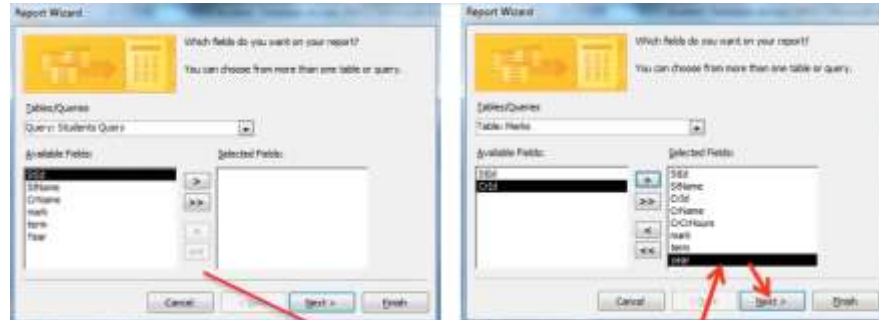 Report Wizard
Which fields do you want on your report?
You can choose from more than one table or query.
Tables/Queries
Query: Students Query
Available Fields:
Selected Fields:
StId
StName
CrName
mark
term
Year
>
>>
<
<<
Cancel
Next >
Finish
Report Wizard
Which fields do you want on your report?
You can choose from more than one table or query.
Tables/Queries
Table: Marks
Available Fields:
Selected Fields:
StId
CrId
>
>>
<
<<
StId
StName
CrId
CrName
CrCrHours
mark
term
year
Cancel
Next >
Finish